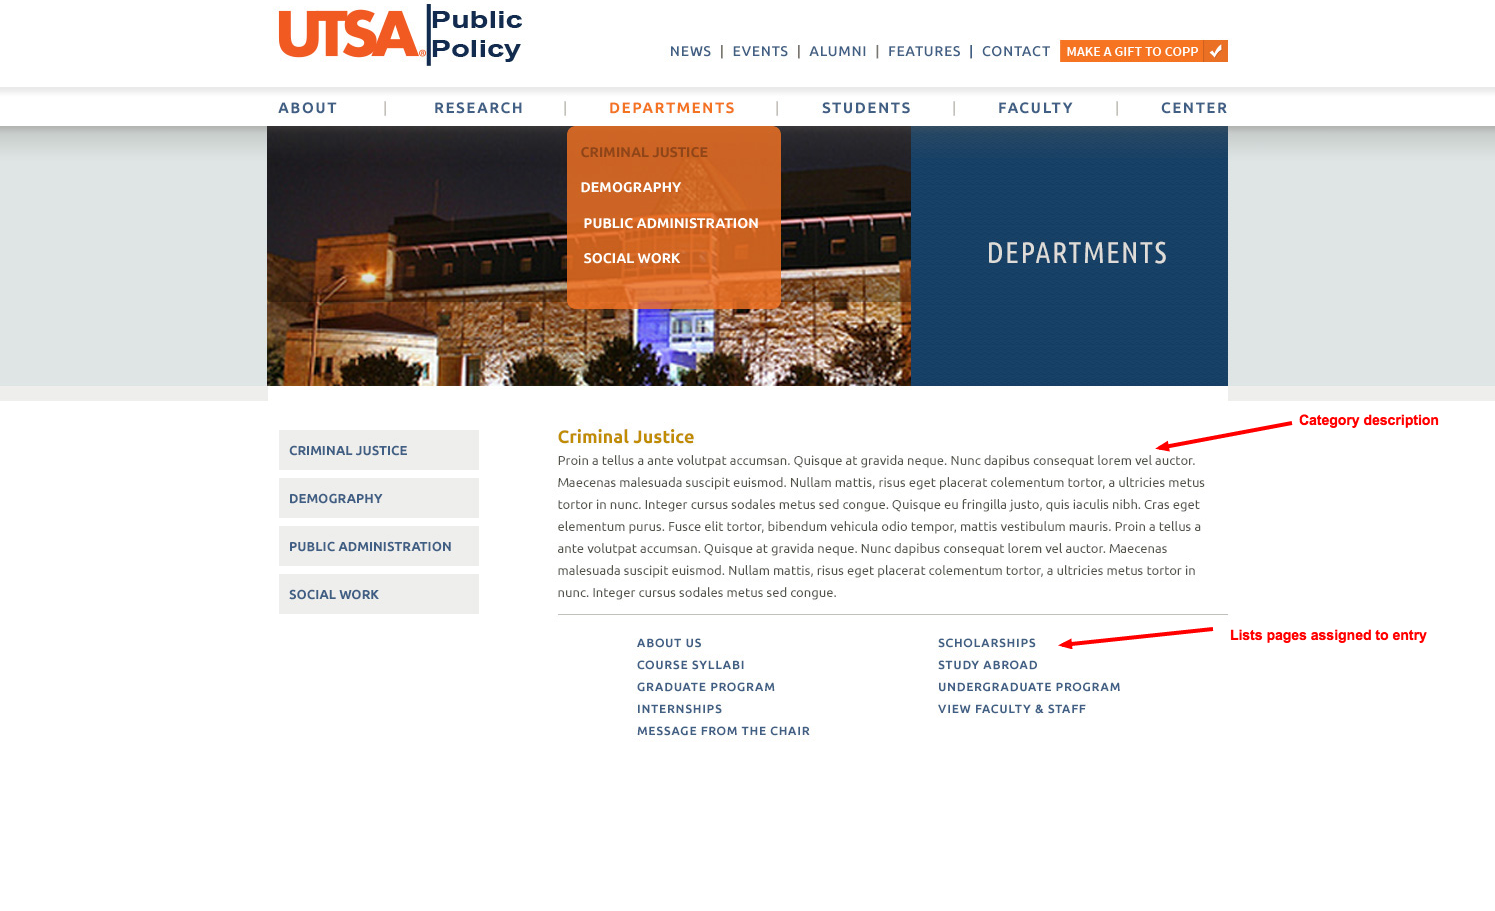 UTSA® Public
Policy
NEWS | EVENTS | ALUMNI | FEATURES | CONTACT MAKE A GIFT TO COPP
ABOUT | RESEARCH | DEPARTMENTS | STUDENTS | FACULTY | CENTER
CRIMINAL JUSTICE
DEMOGRAPHY
PUBLIC ADMINISTRATION
SOCIAL WORK
DEPARTMENTS
CRIMINAL JUSTICE
DEMOGRAPHY
PUBLIC ADMINISTRATION
SOCIAL WORK
Category description
Criminal Justice
Proin a tellus a ante volutpat accumsan. Quisque at gravida neque. Nunc dapibus consequat lorem vel auctor.
Maecenas malesuada suscipit euismod. Nullam mattis, risus eget placerat colementum tortor, a ultricies metus
tortor in nunc. Integer cursus sodales metus sed congue. Quisque eu fringilla justo, quis iaculis nibh. Cras eget
elementum purus. Fusce elit tortor, bibendum vehicula odio tempor, mattis vestibulum mauris. Proin a tellus a
ante volutpat accumsan. Quisque at gravida neque. Nunc dapibus consequat lorem vel auctor. Maecenas
malesuada suscipit euismod. Nullam mattis, risus eget placerat colementum tortor, a ultricies metus tortor in
nunc. Integer cursus sodales metus sed congue.
Lists pages assigned to entry
ABOUT US
COURSE SYLLABI
GRADUATE PROGRAM
INTERNSHIPS
MESSAGE FROM THE CHAIR
SCHOLARSHIPS
STUDY ABROAD
UNDERGRADUATE PROGRAM
VIEW FACULTY & STAFF